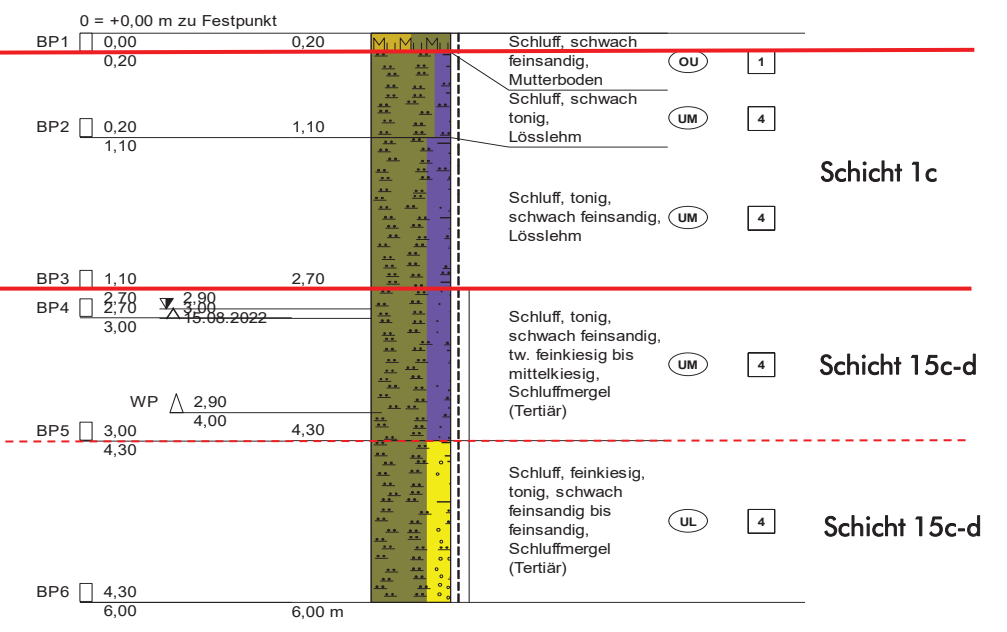 0 = +0,00 m zu Festpunkt
BP1 0,00 0,20
0,20
M M M
Schluff, schwach
feinsandig,
Mutterboden
OU 1
BP2 0,20 1,10
1,10
Schluff, schwach
tonig,
Lösslehm
UM 4
Schicht 1c
Schluff, tonig,
schwach feinsandig,
Lösslehm
UM 4
BP3 1,10 2,70
2,70 2,90
BP4 2,70 3,00
15.08.2022
3,00
Schluff, tonig,
schwach feinsandig,
tw. feinkiesig bis
mittelkiesig,
Schluffmergel
(Tertiär)
UM 4
Schicht 15c-d
WP 2,90
4,00
BP5 3,00 4,30
4,30
Schluff, feinkiesig,
tonig, schwach
feinsandig bis
feinsandig,
Schluffmergel
(Tertiär)
UL 4
Schicht 15c-d
BP6 4,30
6,00 6,00 m